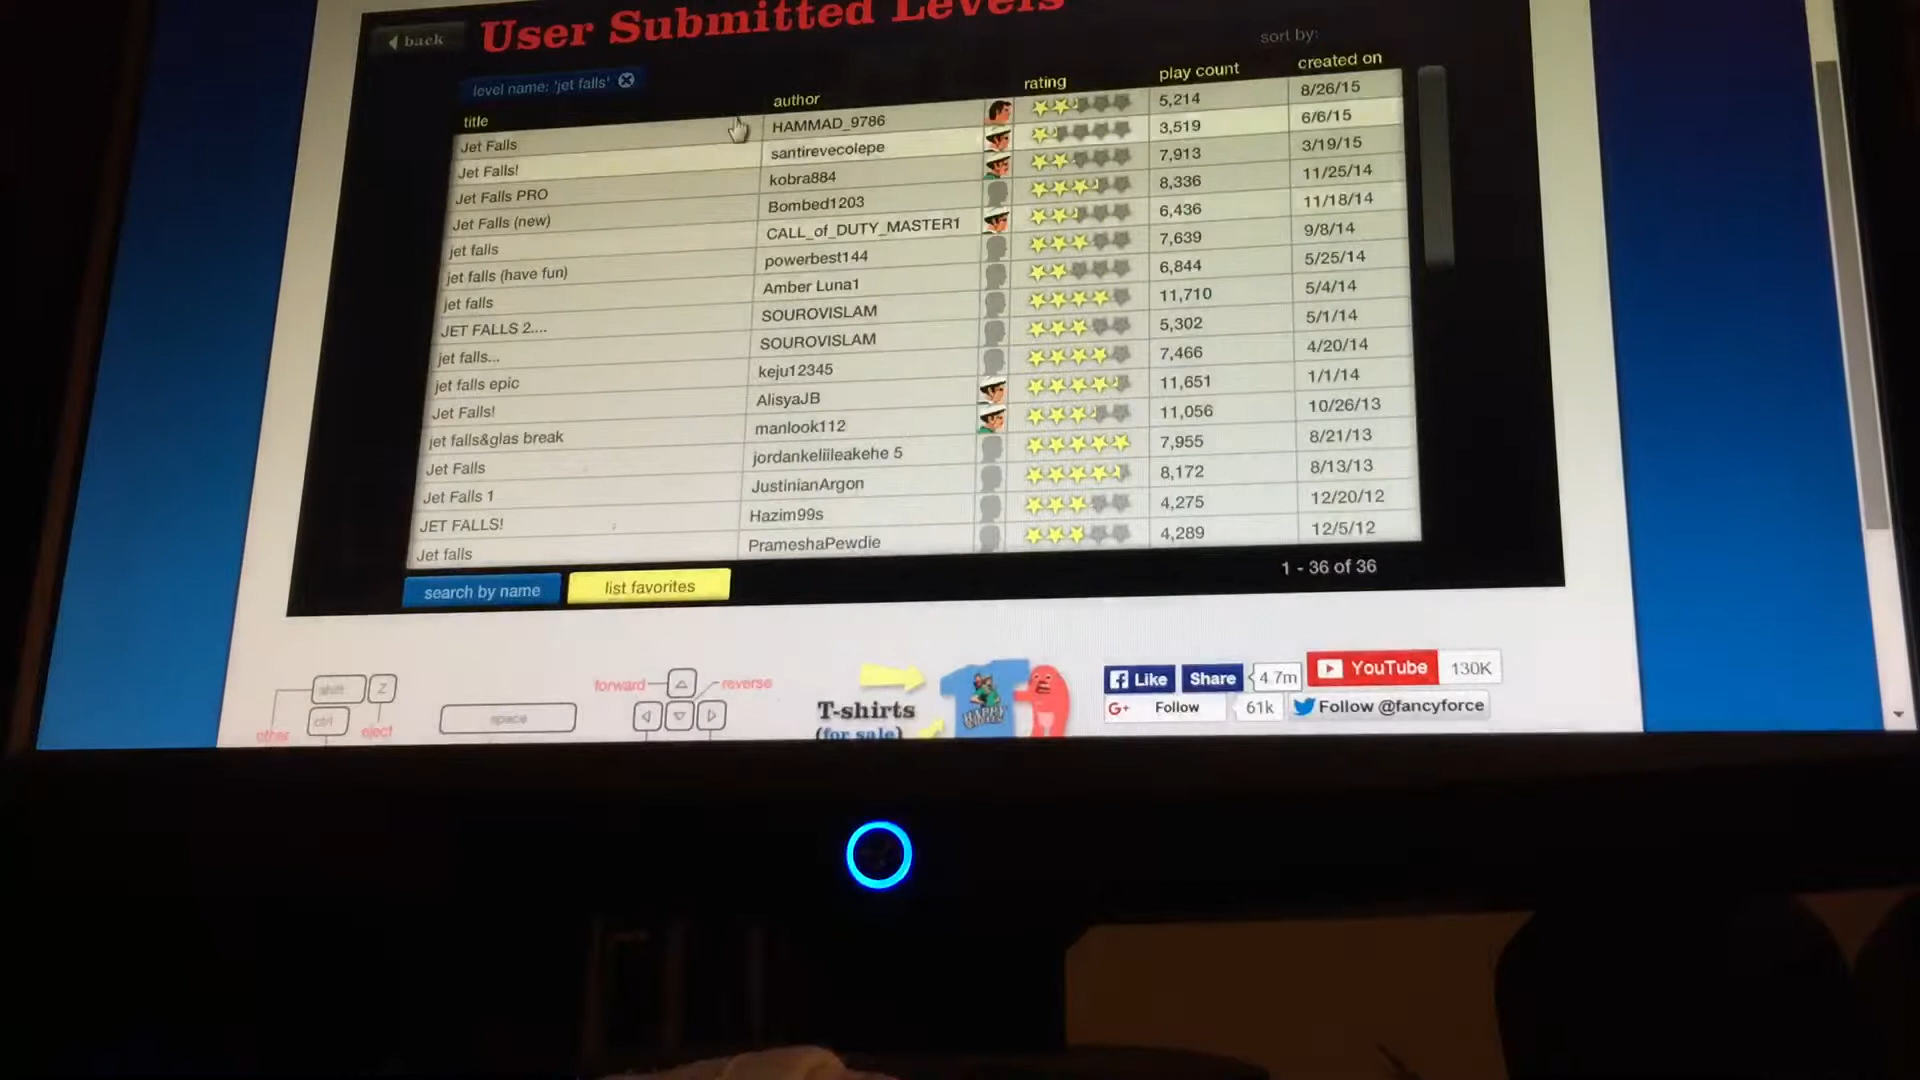 back
User Submitted Levels
sort by:
level name: 'jet falls'
title author rating play count created on
Jet Falls HAMMAD_9786 5,214 8/26/15
Jet Falls! santirevecolepe 3,519 6/6/15
Jet Falls PRO kobra884 7,913 3/19/15
Jet Falls (new) Bombed1203 8,336 11/25/14
jet falls CALL_of_DUTY_MASTER1 6,436 11/18/14
jet falls (have fun) powerbest144 7,639 9/8/14
jet falls Amber Luna1 6,844 5/25/14
JET FALLS 2.... SOUROVISLAM 11,710 5/4/14
jet falls... SOUROVISLAM 5,302 5/1/14
jet falls epic keju12345 7,466 4/20/14
Jet Falls! AlisyaJB 11,651 1/1/14
jet falls&glas break manlook112 11,056 10/26/13
Jet Falls jordankeliileakehe 5 7,955 8/21/13
Jet Falls 1 JustinianArgon 8,172 8/13/13
JET FALLS! Hazim99s 4,275 12/20/12
Jet falls PrameshaPewdie 4,289 12/5/12
search by name list favorites 1 - 36 of 36
shift Z
ctrl
other eject
space
forward reverse
T-shirts
(for sale)
HAPPY WHEELS
Like Share 4.7m YouTube 130K
G+ Follow 61k Follow @fancyforce